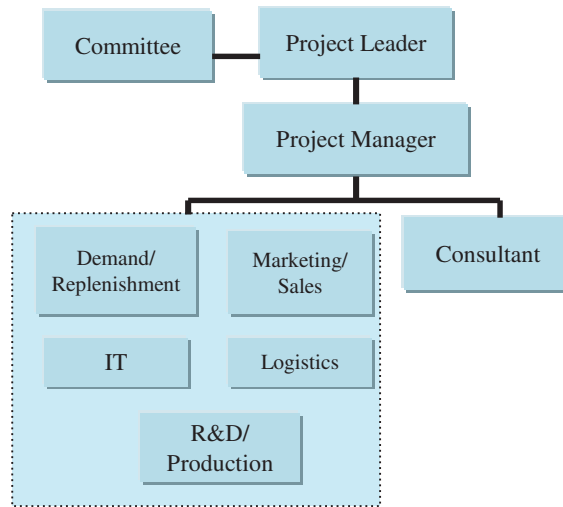 Committee
Project Leader
Project Manager
Demand/
Replenishment
Marketing/
Sales
Consultant
IT
Logistics
R&D/
Production